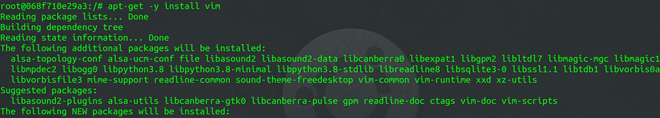 root@068f710e29a3:/# apt-get -y install vim
Reading package lists... Done
Building dependency tree
Reading state information... Done
The following additional packages will be installed:
alsa-topology-conf alsa-ucm-conf file libasound2 libasound2-data libcanberra0 libexpat1 libgpm2 libltdl7 libmagic-mgc libmagic1
libmpdec2 libogg0 libpython3.8 libpython3.8-minimal libpython3.8-stdlib libreadline8 libsqlite3-0 libssl1.1 libtdb1 libvorbis0a
libvorbisfile3 mime-support readline-common sound-theme-freedesktop vim-common vim-runtime xxd xz-utils
Suggested packages:
libasound2-plugins alsa-utils libcanberra-gtk0 libcanberra-pulse gpm readline-doc ctags vim-doc vim-scripts
The following NEW packages will be installed: